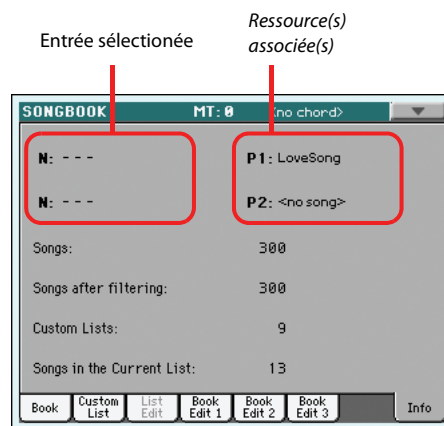 Entrée sélectionée
Ressource(s)
associée(s)
SONGBOOK MT: 0 <no chord>
N: - - - P1: LoveSong
N: - - - P2: <no song>
Songs: 300
Songs after filtering: 300
Custom Lists: 9
Songs in the Current List: 13
Book Custom List List Edit Book Edit 1 Book Edit 2 Book Edit 3 Info